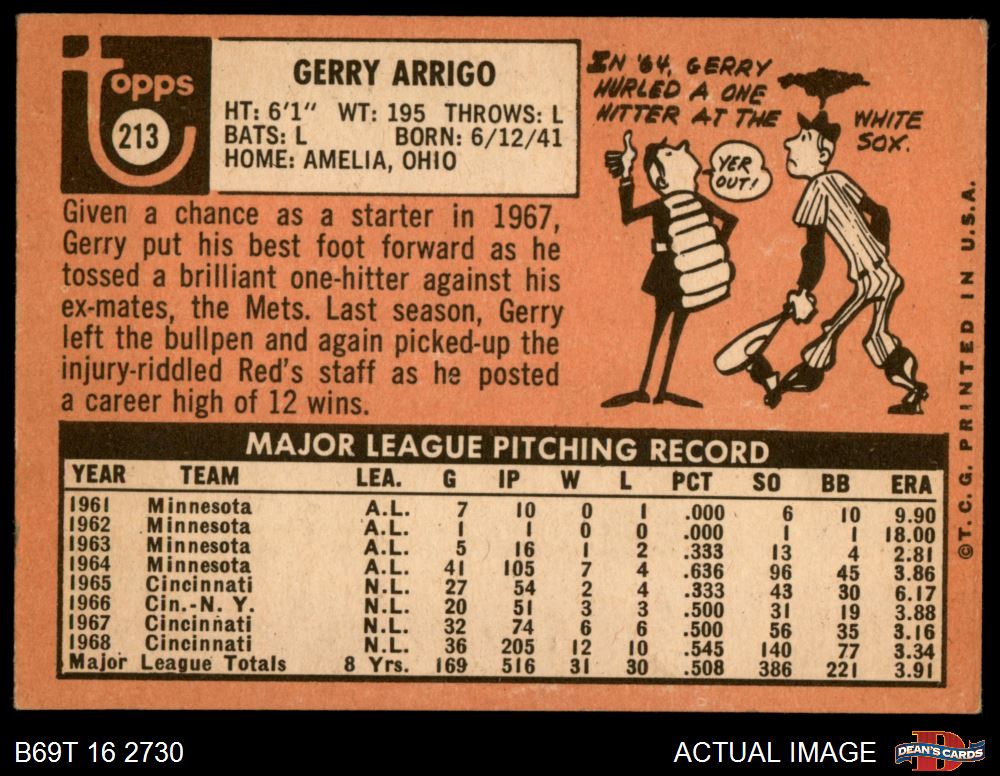 Topps
213
GERRY ARRIGO
HT: 6'1" WT: 195 THROWS: L
BATS: L BORN: 6/12/41
HOME: AMELIA, OHIO
Given a chance as a starter in 1967,
Gerry put his best foot forward as he
tossed a brilliant one-hitter against his
ex-mates, the Mets. Last season, Gerry
left the bullpen and again picked-up the
injury-riddled Red's staff as he posted
a career high of 12 wins.
IN '64, GERRY
HURLED A ONE
HITTER AT THE
WHITE
SOX.
YER
OUT!
MAJOR LEAGUE PITCHING RECORD
YEAR TEAM LEA. G IP W L PCT SO BB ERA
1961 Minnesota A.L. 7 10 0 1 .000 6 10 9.90
1962 Minnesota A.L. 1 1 0 0 .000 1 1 18.00
1963 Minnesota A.L. 5 16 1 2 .333 13 4 2.81
1964 Minnesota A.L. 41 105 7 4 .636 96 45 3.86
1965 Cincinnati N.L. 27 54 2 4 .333 43 30 6.17
1966 Cin.-N. Y. N.L. 20 51 3 3 .500 31 19 3.88
1967 Cincinnati N.L. 32 74 6 6 .500 56 35 3.16
1968 Cincinnati N.L. 36 205 12 10 .545 140 77 3.34
Major League Totals 8 Yrs. 169 516 31 30 .508 386 221 3.91
©T.C.G. PRINTED IN U.S.A.
B69T 16 2730
ACTUAL IMAGE
D
DEAN'S CARDS